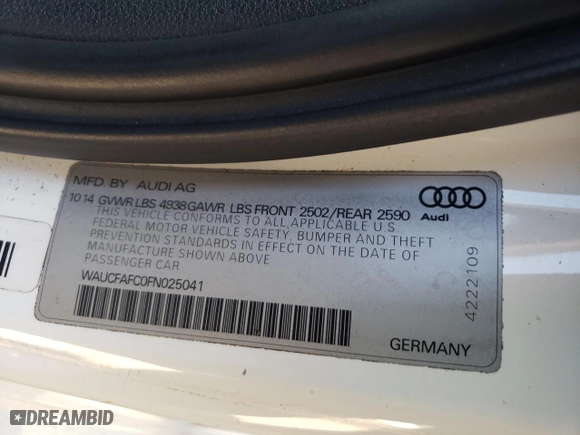 MFD. BY AUDI AG
10 14 GVWR LBS 4938 GAWR LBS FRONT 2502/REAR 2590
THIS VEHICLE CONFORMS TO ALL APPLICABLE U S
FEDERAL MOTOR VEHICLE SAFETY, BUMPER AND THEFT
PREVENTION STANDARDS IN EFFECT ON THE DATE OF
MANUFACTURE SHOWN ABOVE
PASSENGER CAR
WAUCFAFC0FN025041
Audi
4222109
GERMANY
DREAMBID